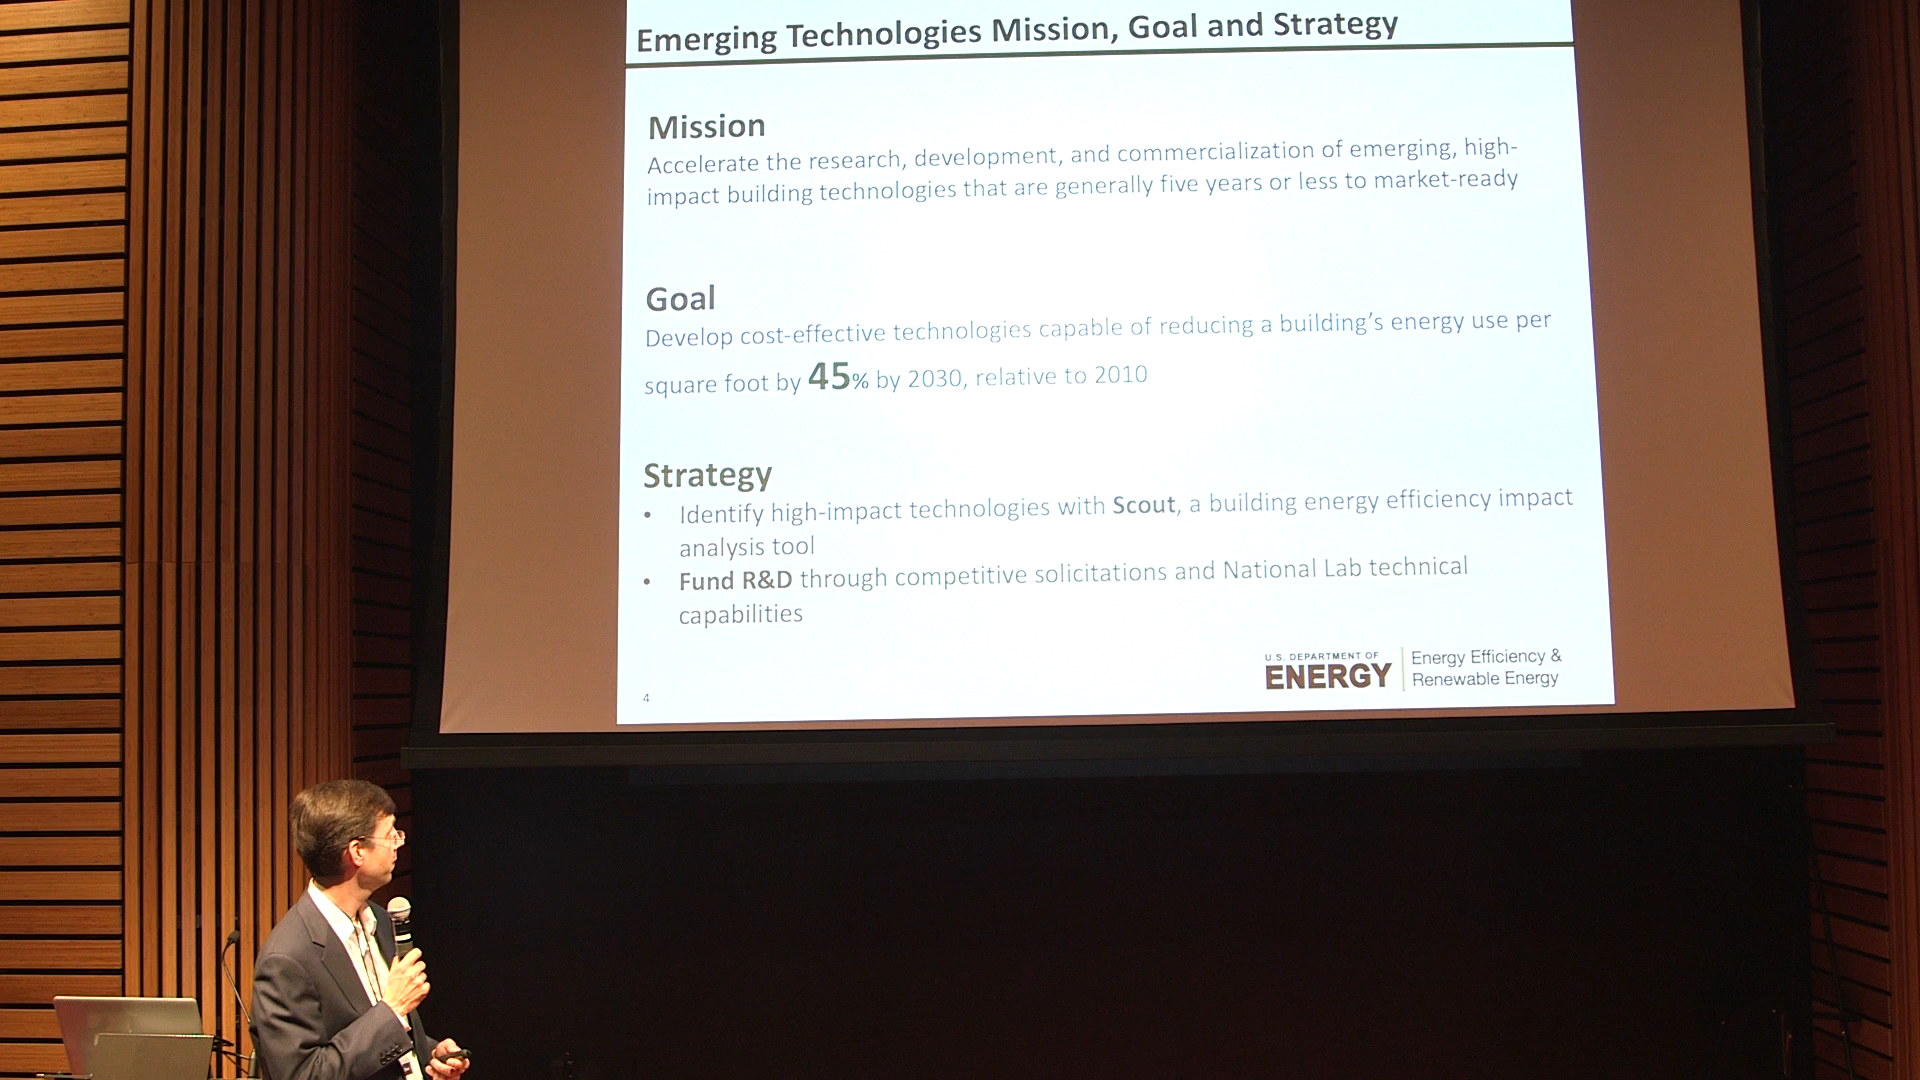 Emerging Technologies Mission, Goal and Strategy
Mission
Accelerate the research, development, and commercialization of emerging, high-
impact building technologies that are generally five years or less to market-ready
Goal
Develop cost-effective technologies capable of reducing a building's energy use per
square foot by 45% by 2030, relative to 2010
Strategy
• Identify high-impact technologies with Scout, a building energy efficiency impact
analysis tool
• Fund R&D through competitive solicitations and National Lab technical
capabilities
U.S. DEPARTMENT OF
ENERGY
Energy Efficiency &
Renewable Energy
4